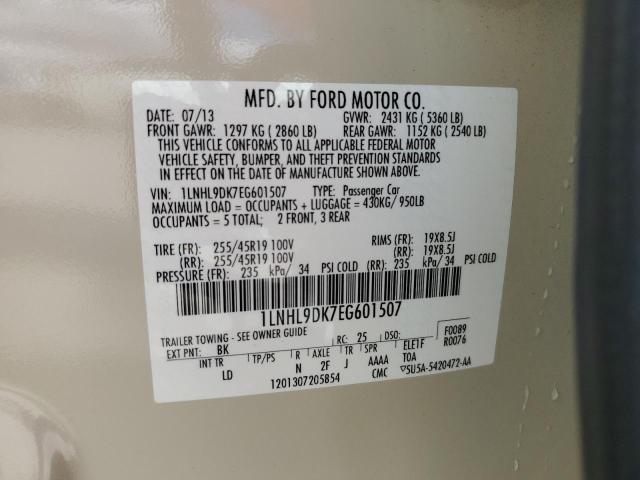 MFD. BY FORD MOTOR CO.
DATE: 07/13 GVWR: 2431 KG ( 5360 LB)
FRONT GAWR: 1297 KG ( 2860 LB) REAR GAWR: 1152 KG ( 2540 LB)
THIS VEHICLE CONFORMS TO ALL APPLICABLE FEDERAL MOTOR
VEHICLE SAFETY, BUMPER, AND THEFT PREVENTION STANDARDS
IN EFFECT ON THE DATE OF MANUFACTURE SHOWN ABOVE.
VIN: 1LNHL9DK7EG601507 TYPE: Passenger Car
MAXIMUM LOAD = OCCUPANTS + LUGGAGE = 430KG/ 950LB
OCCUPANTS = 5 TOTAL; 2 FRONT, 3 REAR
TIRE (FR): 255/45R19 100V RIMS (FR): 19X8.5J
(RR): 255/45R19 100V (RR): 19X8.5J
PRESSURE (FR): 235 kPa/ 34 PSI COLD (RR): 235 kPa/ 34 PSI COLD
1LNHL9DK7EG601507
TRAILER TOWING - SEE OWNER GUIDE
EXT PNT: BK RC: 25 DSO: F0089
INT TR TP/PS R AXLE TR SPR ELE1F R0076
LD N 2F J AAAA TOA
1201307205854 CMC ▽5U5A-5420472-AA